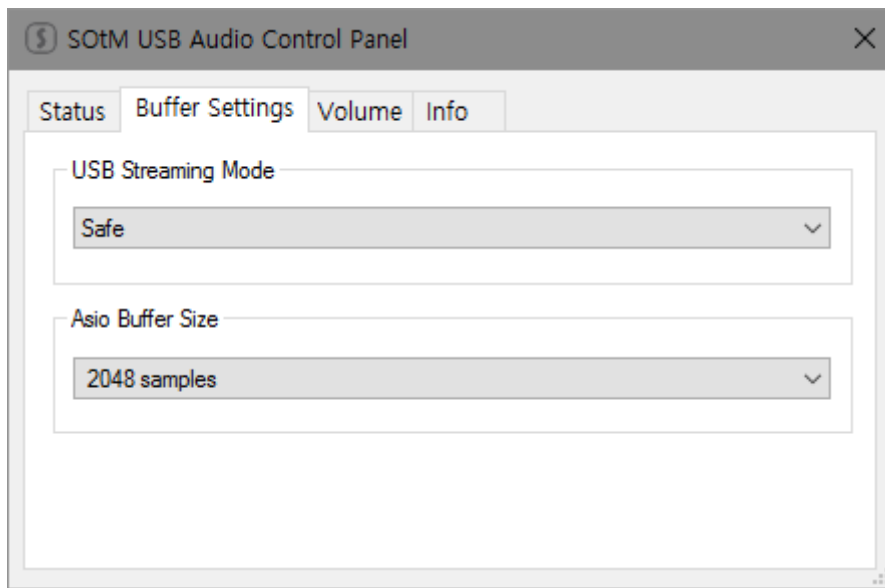 SOtM USB Audio Control Panel
Status Buffer Settings Volume Info
USB Streaming Mode
Safe
Asio Buffer Size
2048 samples